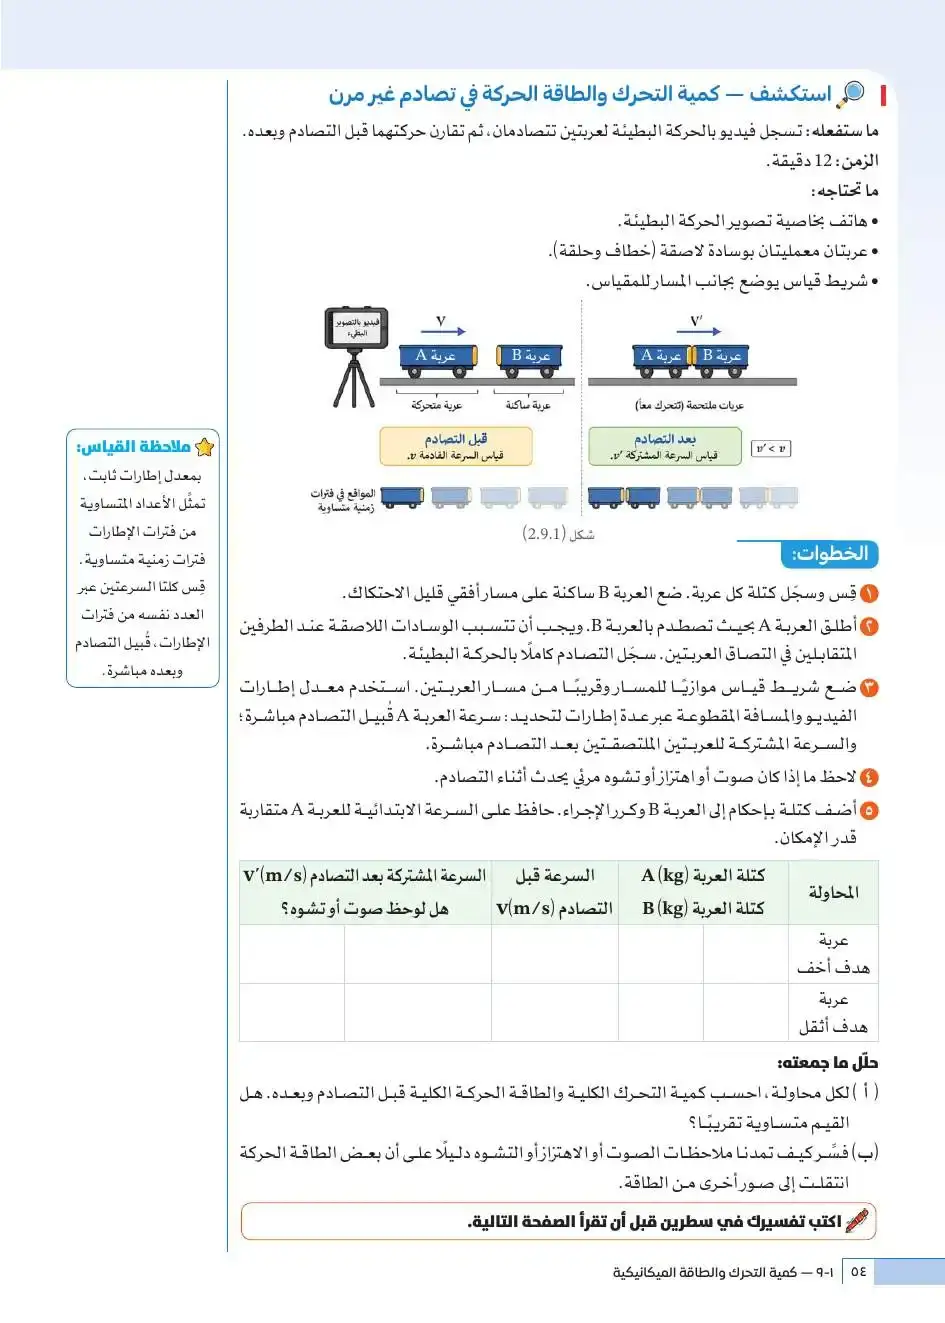 استكشف — كمية التحرك والطاقة الحركة في تصادم غير مرن
ما ستفعله: تسجل فيديو بالحركة البطيئة لعربتين تتصادمان، ثم تقارن حركتهما قبل التصادم وبعده.
الزمن: 12 دقيقة.
ما تحتاجه:
• هاتف بخاصية تصوير الحركة البطيئة.
• عربتان معمليتان بوسادة لاصقة (خطاف وحلقة).
• شريط قياس يوضع بجانب المسار للمقياس.
فيديو بالتصوير
البطيء
V
عربة A
عربة B
عربة متحركة
عربة ساكنة
V′
عربة A
عربة B
عربات ملتحمة (تتحرك معاً)
قبل التصادم
قياس السرعة القادمة v.
بعد التصادم
قياس السرعة المشتركة v′.
v′ < v
المواقع في فترات
زمنية متساوية
شكل (2.9.1)
ملاحظة القياس:
بمعدل إطارات ثابت،
تمثّل الأعداد المتساوية
من فترات الإطارات
فترات زمنية متساوية.
قِس كلتا السرعتين عبر
العدد نفسه من فترات
الإطارات، قُبيل التصادم
وبعده مباشرة.
الخطوات:
١ قِس وسجّل كتلة كل عربة. ضع العربة B ساكنة على مسار أفقي قليل الاحتكاك.
٢ أطلق العربة A بحيث تصطدم بالعربة B. ويجب أن تتسبب الوسادات اللاصقة عند الطرفين
المتقابلين في التصاق العربتين. سجّل التصادم كاملًا بالحركة البطيئة.
٣ ضع شريط قياس موازيًا للمسار وقريبًا من مسار العربتين. استخدم معدل إطارات
الفيديو والمسافة المقطوعة عبر عدة إطارات لتحديد: سرعة العربة A قُبيل التصادم مباشرة؛
والسرعة المشتركة للعربتين الملتصقتين بعد التصادم مباشرة.
٤ لاحظ ما إذا كان صوت أو اهتزاز أو تشوه مرئي يحدث أثناء التصادم.
٥ أضف كتلة بإحكام إلى العربة B وكرر الإجراء. حافظ على السرعة الابتدائية للعربة A متقاربة
قدر الإمكان.
المحاولة
كتلة العربة A (kg)
كتلة العربة B (kg)
السرعة قبل
التصادم V(m/s)
السرعة المشتركة بعد التصادم V′(m/s)
هل لوحظ صوت أو تشوه؟
عربة
هدف أخف
عربة
هدف أثقل
حلّل ما جمعته:
( أ ) لكل محاولة، احسب كمية التحرك الكلية والطاقة الحركة الكلية قبل التصادم وبعده. هل
القيم متساوية تقريبًا؟
(ب) فسِّر كيف تمدنا ملاحظات الصوت أو الاهتزاز أو التشوه دليلًا على أن بعض الطاقة الحركة
انتقلت إلى صور أخرى من الطاقة.
اكتب تفسيرك في سطرين قبل أن تقرأ الصفحة التالية.
٥٤ ١-٩ — كمية التحرك والطاقة الميكانيكية